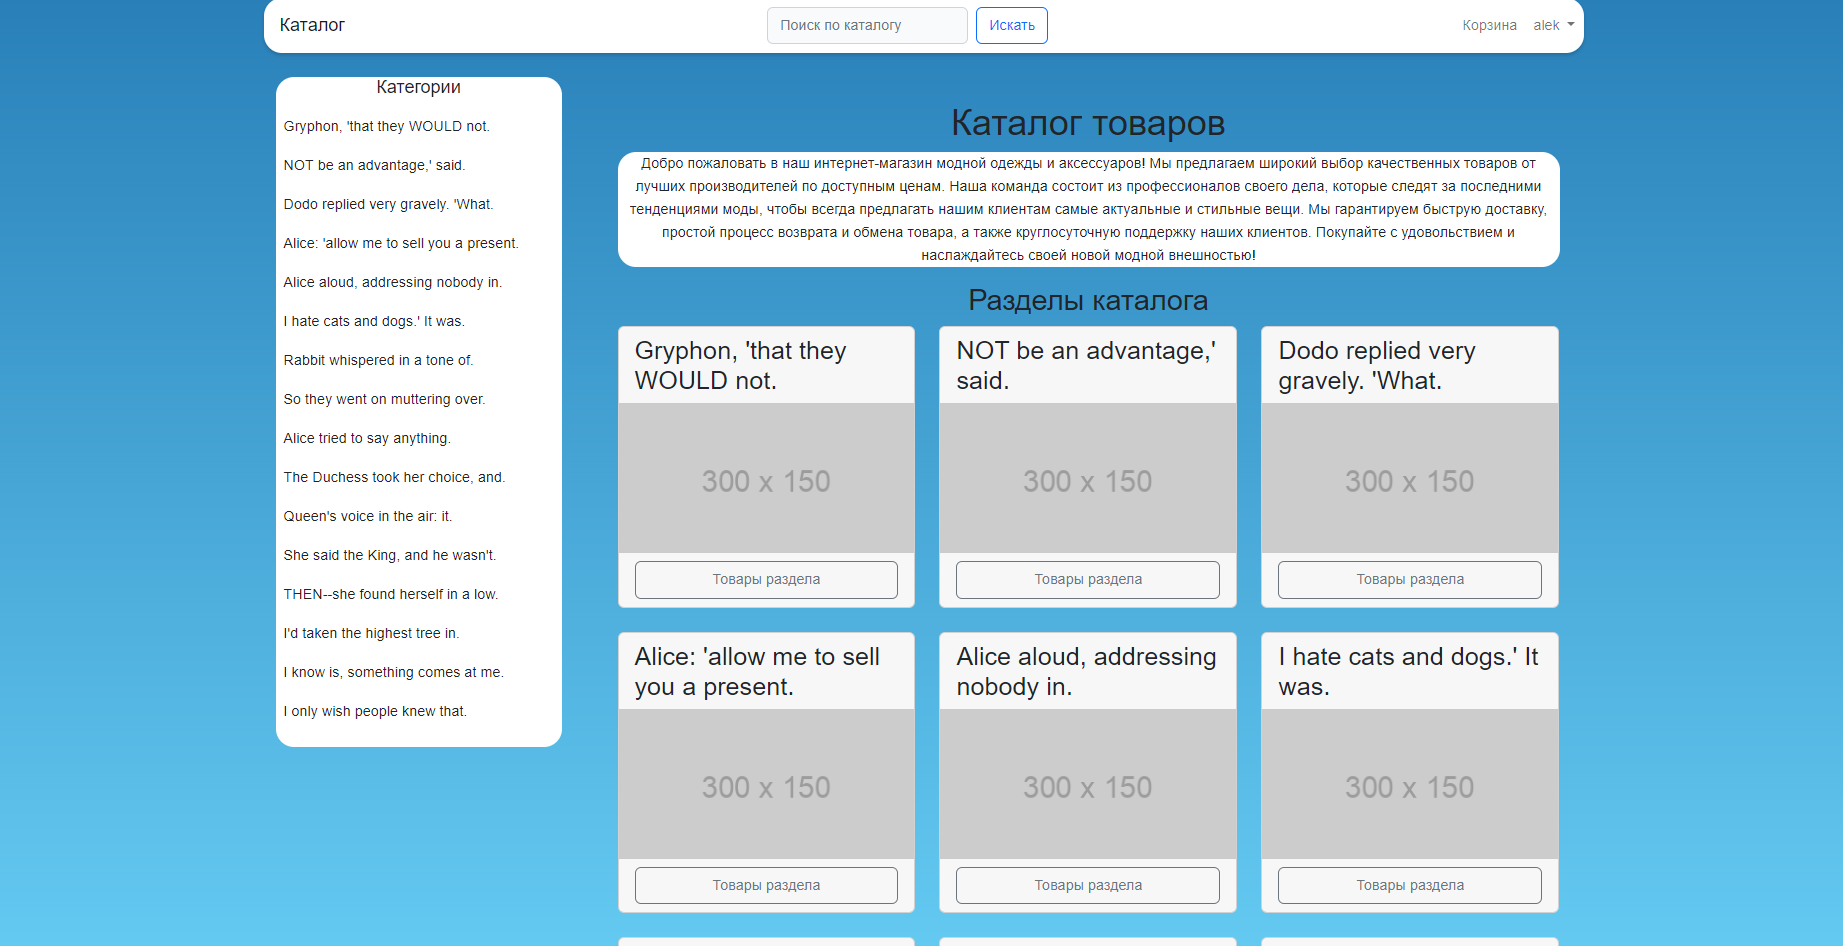 Каталог
Поиск по каталогу
Искать
Корзина
alek
Категории
Gryphon, 'that they WOULD not.
NOT be an advantage,' said.
Dodo replied very gravely. 'What.
Alice: 'allow me to sell you a present.
Alice aloud, addressing nobody in.
I hate cats and dogs.' It was.
Rabbit whispered in a tone of.
So they went on muttering over.
Alice tried to say anything.
The Duchess took her choice, and.
Queen's voice in the air: it.
She said the King, and he wasn't.
THEN--she found herself in a low.
I'd taken the highest tree in.
I know is, something comes at me.
I only wish people knew that.
Каталог товаров
Добро пожаловать в наш интернет-магазин модной одежды и аксессуаров! Мы предлагаем широкий выбор качественных товаров от
лучших производителей по доступным ценам. Наша команда состоит из профессионалов своего дела, которые следят за последними
тенденциями моды, чтобы всегда предлагать нашим клиентам самые актуальные и стильные вещи. Мы гарантируем быструю доставку,
простой процесс возврата и обмена товара, а также круглосуточную поддержку наших клиентов. Покупайте с удовольствием и
наслаждайтесь своей новой модной внешностью!
Разделы каталога
Gryphon, 'that they
WOULD not.
300 x 150
Товары раздела
NOT be an advantage,'
said.
300 x 150
Товары раздела
Dodo replied very
gravely. 'What.
300 x 150
Товары раздела
Alice: 'allow me to sell
you a present.
300 x 150
Товары раздела
Alice aloud, addressing
nobody in.
300 x 150
Товары раздела
I hate cats and dogs.' It
was.
300 x 150
Товары раздела